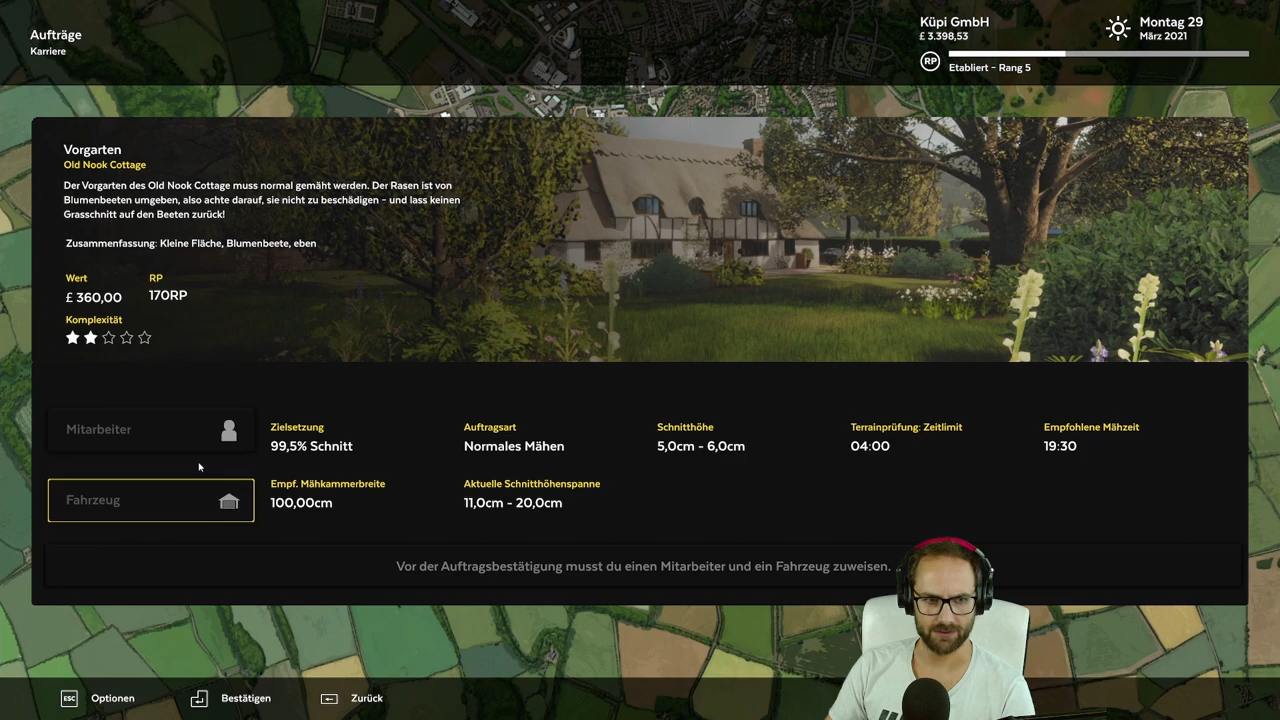 Aufträge
Karriere
Küpi GmbH
£ 3.398,53
RP
Etabliert – Rang 5
Montag 29
März 2021
Vorgarten
Old Nook Cottage
Der Vorgarten des Old Nook Cottage muss normal gemäht werden. Der Rasen ist von
Blumenbeeten umgeben, also achte darauf, sie nicht zu beschädigen – und lass keinen
Grasschnitt auf den Beeten zurück!
Zusammenfassung: Kleine Fläche, Blumenbeete, eben
Wert
£ 360,00
RP
170RP
Komplexität
Mitarbeiter
Zielsetzung
99,5% Schnitt
Auftragsart
Normales Mähen
Schnitthöhe
5,0cm - 6,0cm
Terrainprüfung: Zeitlimit
04:00
Empfohlene Mähzeit
19:30
Fahrzeug
Empf. Mähkammerbreite
100,00cm
Aktuelle Schnitthöhenspanne
11,0cm - 20,0cm
Vor der Auftragsbestätigung musst du einen Mitarbeiter und ein Fahrzeug zuweisen.
ESC Optionen
Bestätigen
Zurück